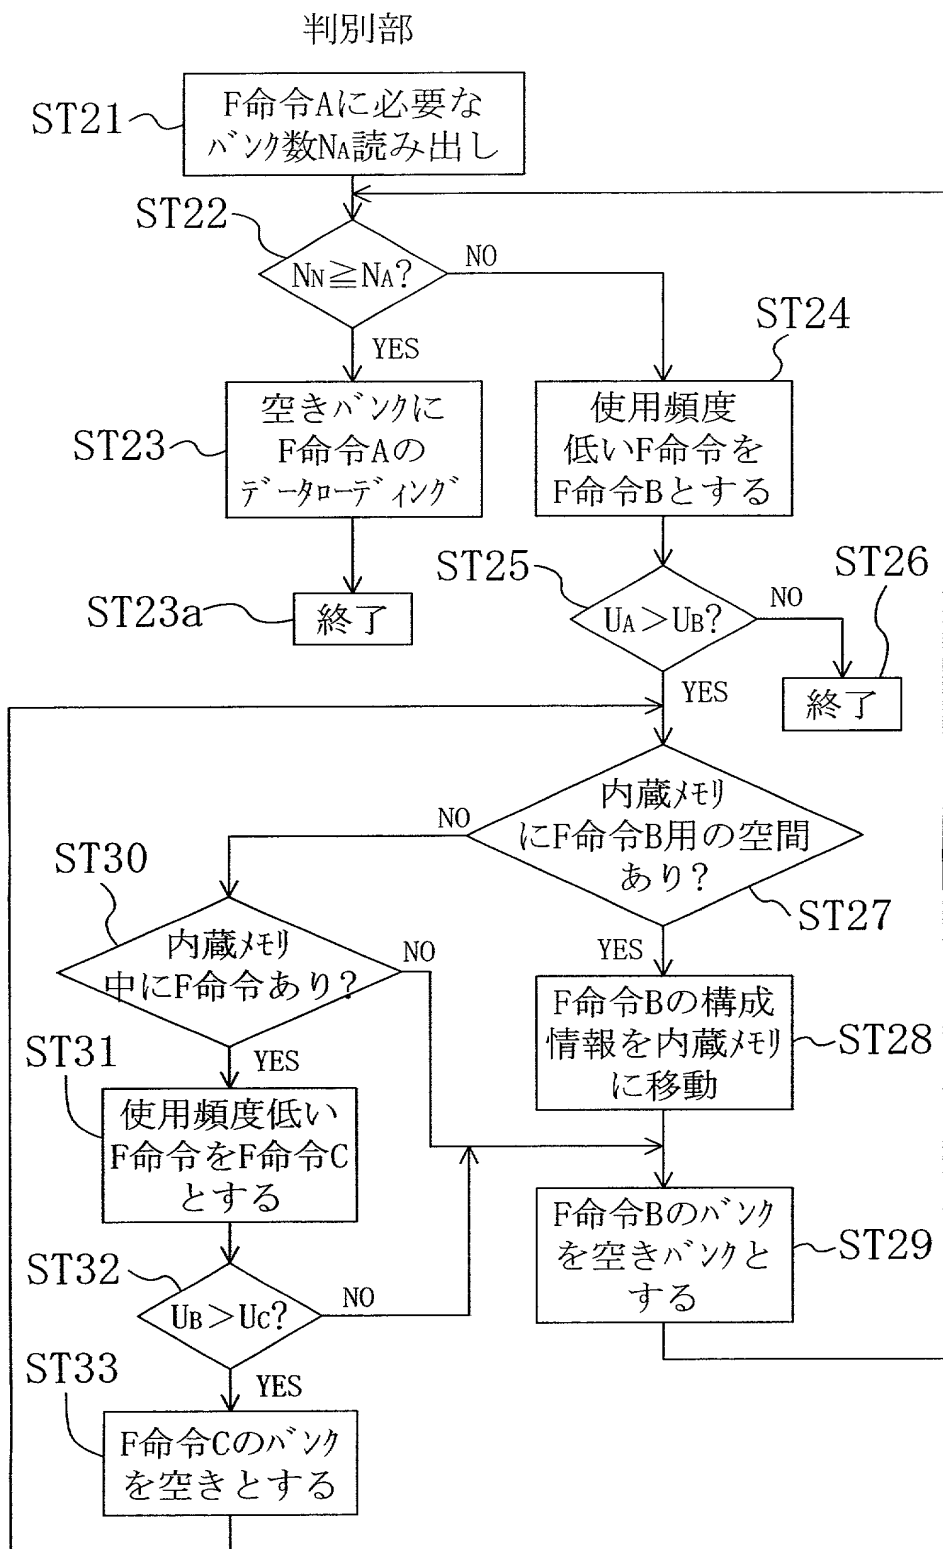 判別部
ST21
F命令Aに必要な
バンク数NA読み出し
ST22
NN≧NA?
NO
YES
ST23
空きバンクに
F命令Aの
データローディング
ST23a
終了
ST24
使用頻度
低いF命令を
F命令Bとする
ST25
UA>UB?
NO
YES
ST26
終了
内蔵メモリ
にF命令B用の空間
あり?
ST27
NO
YES
ST30
内蔵メモリ
中にF命令あり?
NO
YES
F命令Bの構成
情報を内蔵メモリ
に移動
ST28
ST31
使用頻度低い
F命令をF命令C
とする
F命令Bのバンク
を空きバンクと
する
ST29
ST32
UB>UC?
NO
YES
ST33
F命令Cのバンク
を空きとする